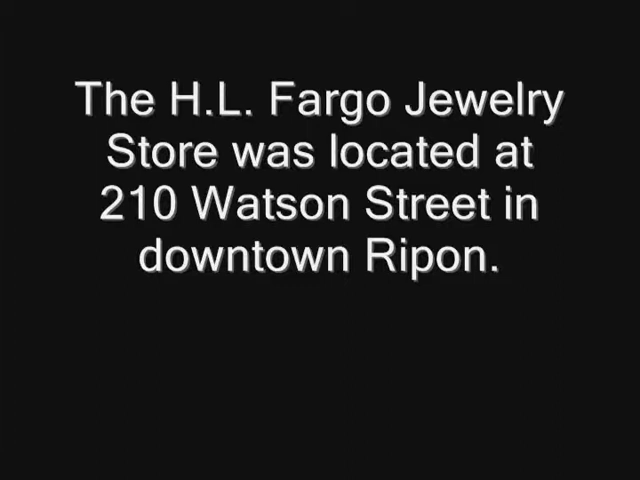 The H.L. Fargo Jewelry
Store was located at
210 Watson Street in
downtown Ripon.